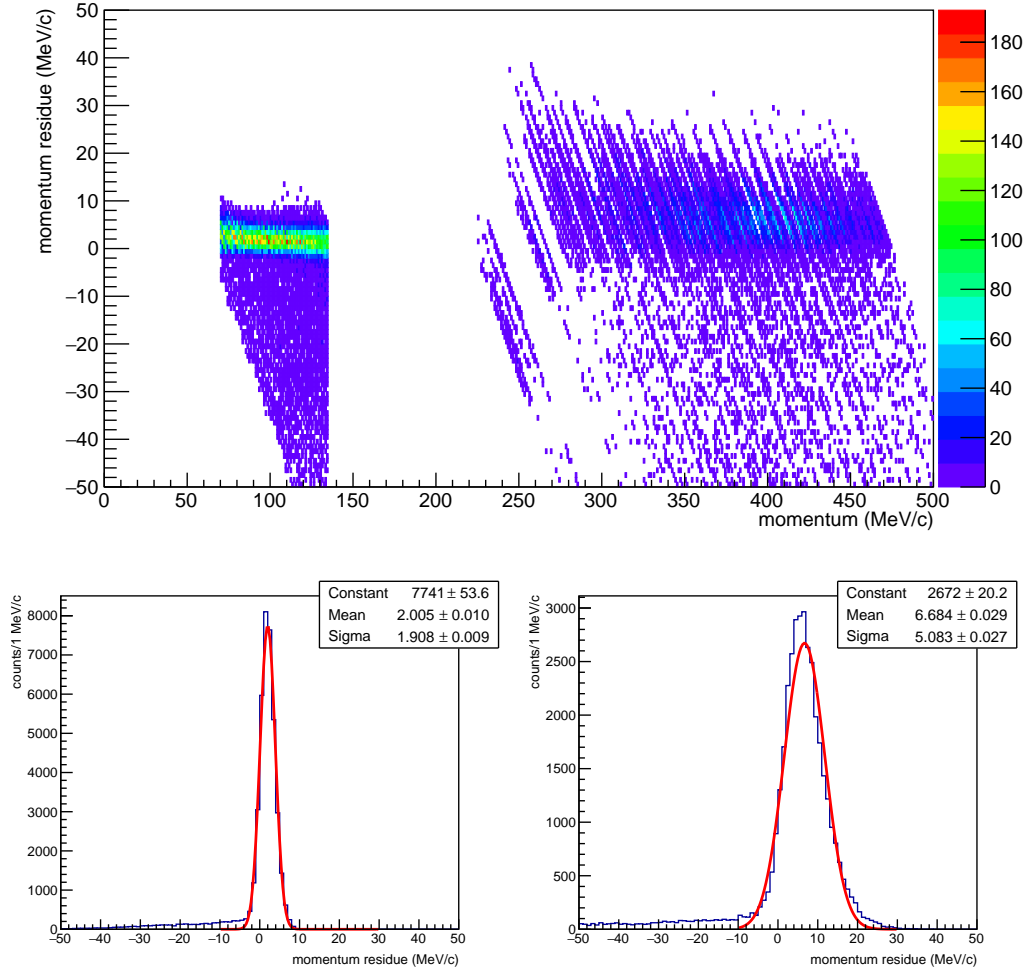 momentum residue (MeV/c)
50
40
30
20
10
0
−10
−20
−30
−40
−50
0 50 100 150 200 250 300 350 400 450 500
momentum (MeV/c)
180
160
140
120
100
80
60
40
20
0
Constant 7741 ± 53.6
Mean 2.005 ± 0.010
Sigma 1.908 ± 0.009
counts/1 MeV/c
8000
7000
6000
5000
4000
3000
2000
1000
0
−50 −40 −30 −20 −10 0 10 20 30 40 50
momentum residue (MeV/c)
Constant 2672 ± 20.2
Mean 6.684 ± 0.029
Sigma 5.083 ± 0.027
counts/1 MeV/c
3000
2500
2000
1500
1000
500
0
−50 −40 −30 −20 −10 0 10 20 30 40 50
momentum residue (MeV/c)